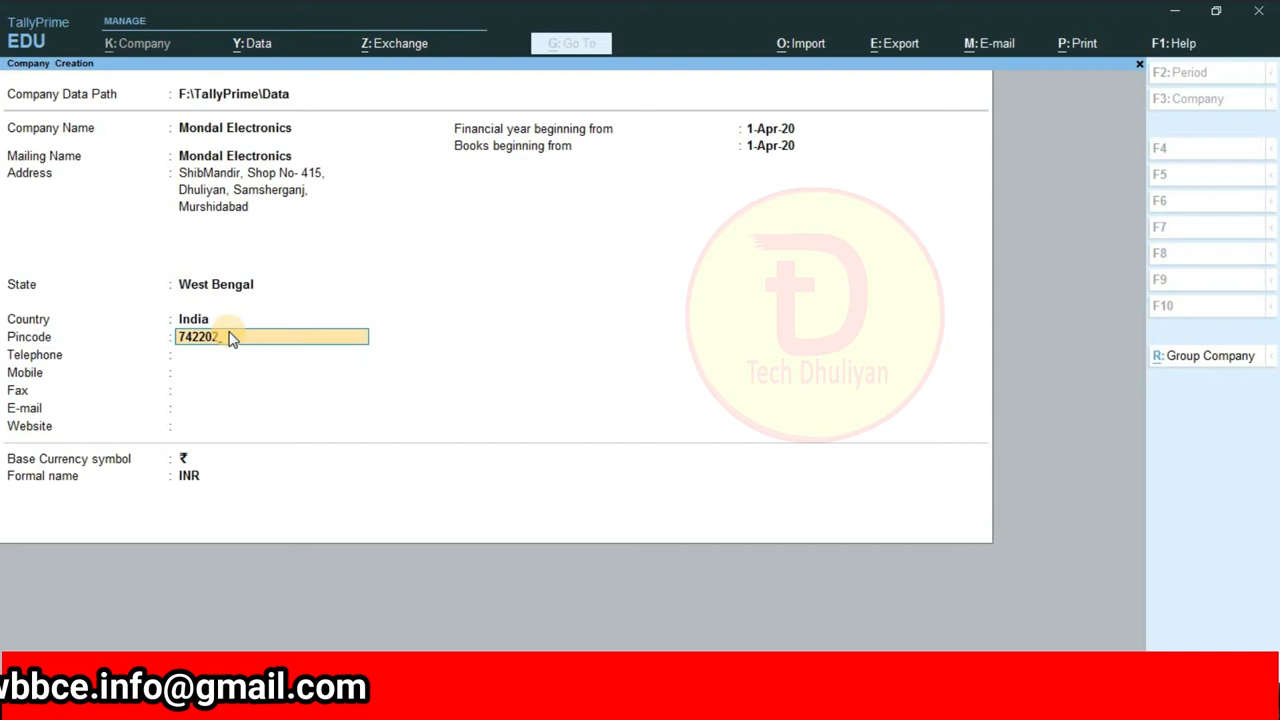 TallyPrime
EDU
MANAGE
K: Company
Y: Data
Z: Exchange
G: Go To
O: Import
E: Export
M: E-mail
P: Print
F1: Help
Company Creation
F2: Period
F3: Company
F4
F5
F6
F7
F8
F9
F10
R: Group Company
Company Data Path : F:\TallyPrime\Data
Company Name : Mondal Electronics
Financial year beginning from : 1-Apr-20
Books beginning from : 1-Apr-20
Mailing Name : Mondal Electronics
Address : ShibMandir, Shop No- 415,
Dhuliyan, Samsherganj,
Murshidabad
State : West Bengal
Country : India
Pincode : 742202
Telephone :
Mobile :
Fax :
E-mail :
Website :
Base Currency symbol : ₹
Formal name : INR
Tech Dhuliyan
wbbce.info@gmail.com